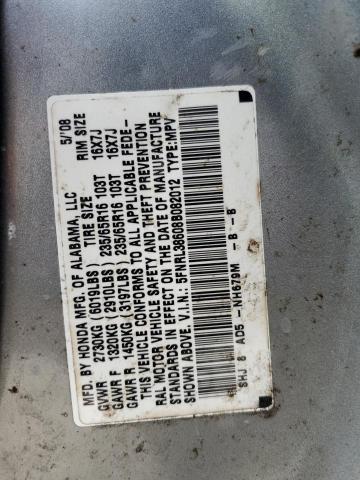 MFD. BY HONDA MFG. OF ALABAMA, LLC 5/'08
TIRE SIZE RIM SIZE
GVWR 2730KG (6019LBS)
GAWR F 1320KG (2910LBS) 235/65R16 103T 16X7J
GAWR R 1450KG (3197LBS) 235/65R16 103T 16X7J
THIS VEHICLE CONFORMS TO ALL APPLICABLE FEDE-
RAL MOTOR VEHICLE SAFETY AND THEFT PREVENTION
STANDARDS IN EFFECT ON THE DATE OF MANUFACTURE
SHOWN ABOVE. V.I.N.: 5FNRL38608B082012 TYPE:MPV
SHJ 8 AD5 -NH679M -B -B